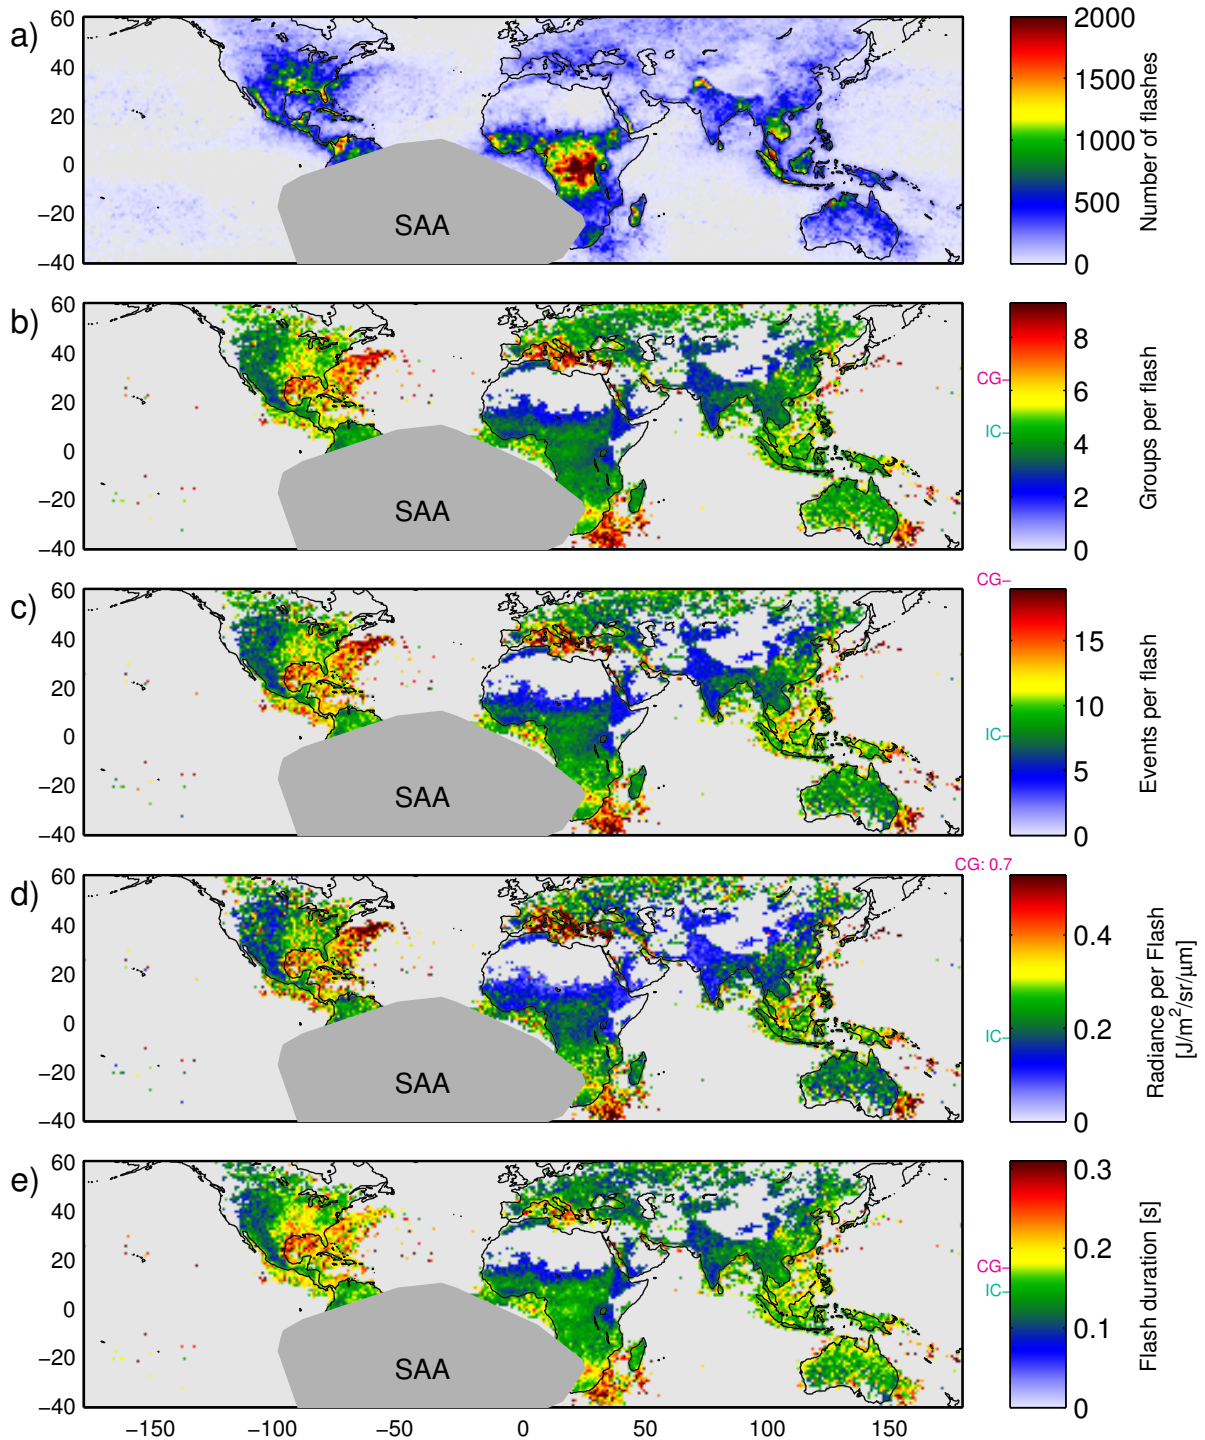 a)
60
40
20
0
−20
−40
SAA
2000
1500
1000
500
0
Number of flashes
b)
60
40
20
0
−20
−40
SAA
CG
IC
8
6
4
2
0
Groups per flash
c)
60
40
20
0
−20
−40
SAA
CG
IC
15
10
5
0
Events per flash
d)
60
40
20
0
−20
−40
SAA
CG: 0.7
IC
0.4
0.2
0
Radiance per Flash
[J/m²/sr/μm]
e)
60
40
20
0
−20
−40
SAA
CG
IC
0.3
0.2
0.1
0
Flash duration [s]
−150 −100 −50 0 50 100 150